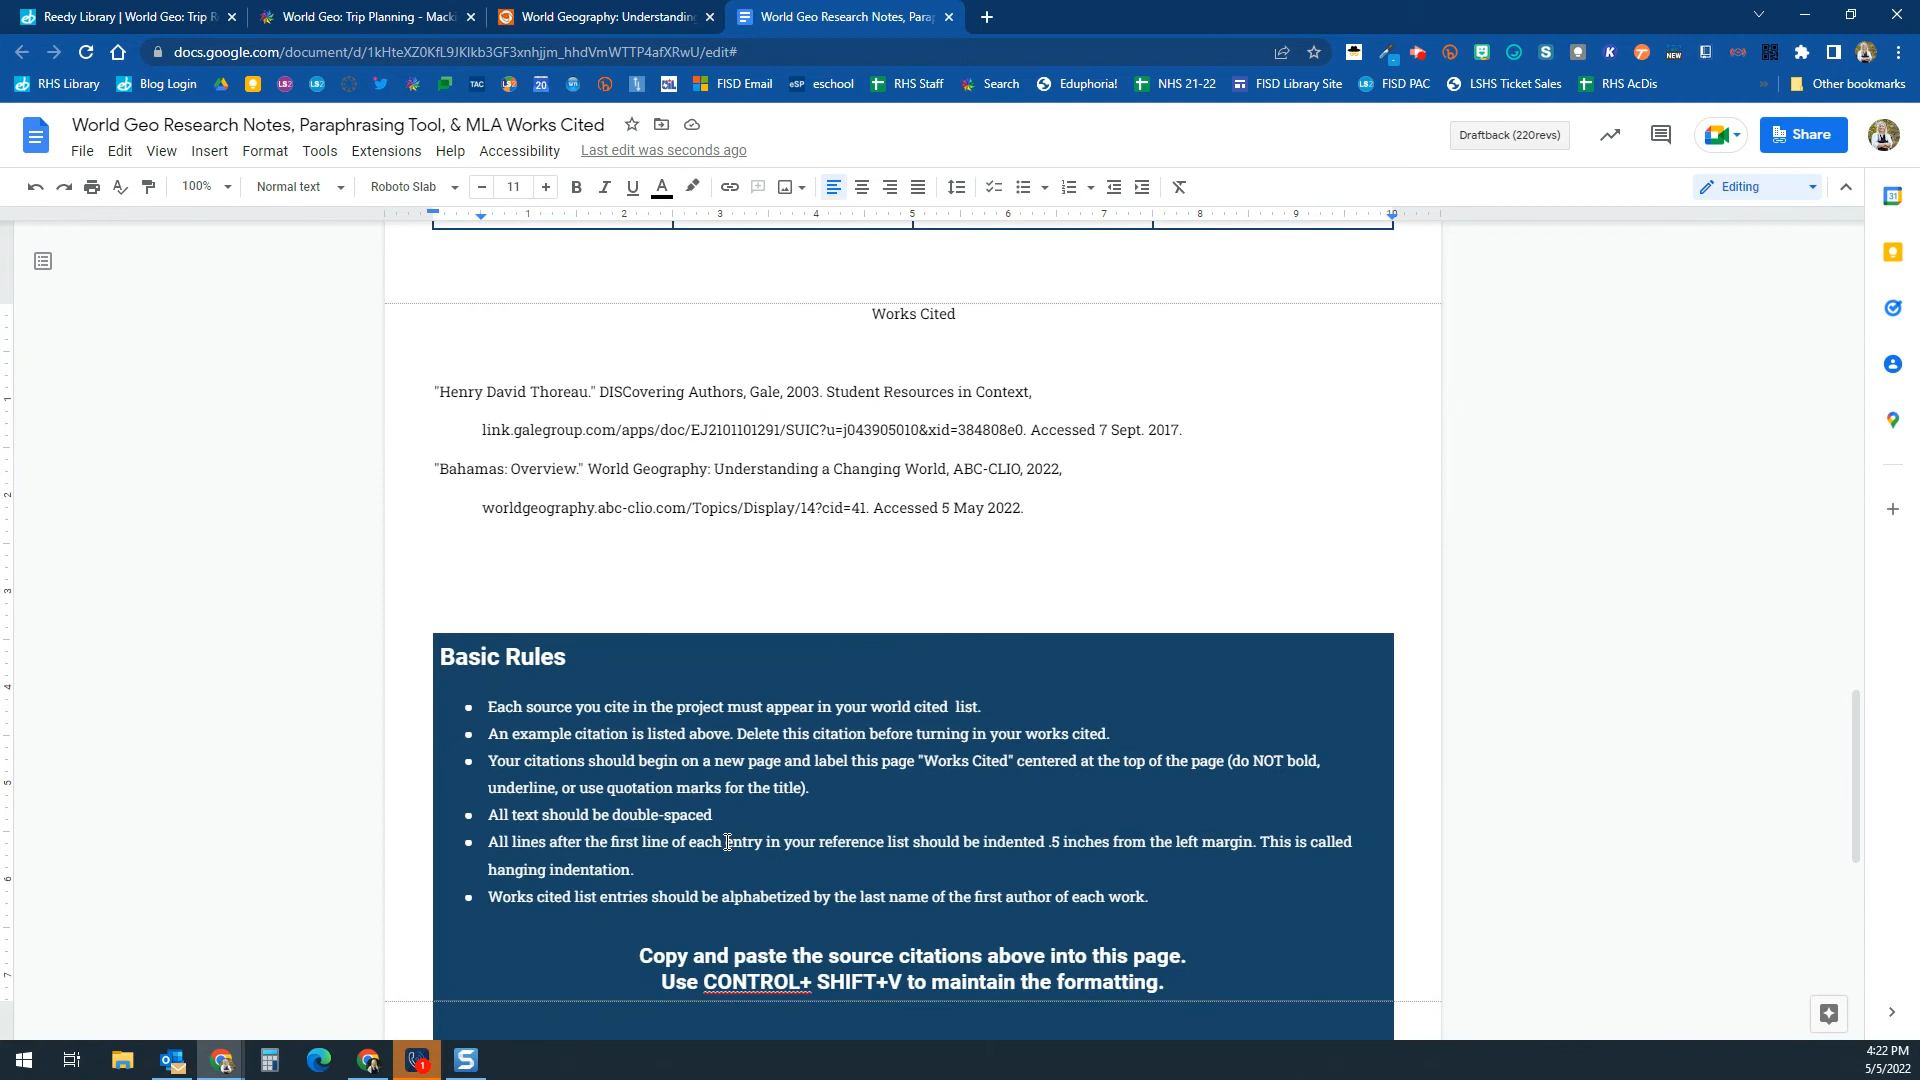 Reedy Library | World Geo: Trip R
World Geo: Trip Planning - Macki
World Geography: Understanding
World Geo Research Notes, Para
docs.google.com/document/d/1kHteXZ0KfL9JKlkb3GF3xnhjjm_hhdVmWTTP4afXRwU/edit#
RHS Library
Blog Login
FISD Email
eschool
RHS Staff
Search
Eduphoria!
NHS 21-22
FISD Library Site
FISD PAC
LSHS Ticket Sales
RHS AcDis
Other bookmarks
World Geo Research Notes, Paraphrasing Tool, & MLA Works Cited
Draftback (220revs)
Share
File Edit View Insert Format Tools Extensions Help Accessibility Last edit was seconds ago
100% Normal text Roboto Slab 11
Editing
1 2 3 4 5 6 7 8 9 10
Works Cited
"Henry David Thoreau." DISCovering Authors, Gale, 2003. Student Resources in Context,
link.galegroup.com/apps/doc/EJ2101101291/SUIC?u=j043905010&xid=384808e0. Accessed 7 Sept. 2017.
"Bahamas: Overview." World Geography: Understanding a Changing World, ABC-CLIO, 2022,
worldgeography.abc-clio.com/Topics/Display/14?cid=41. Accessed 5 May 2022.
Basic Rules
● Each source you cite in the project must appear in your world cited  list.
● An example citation is listed above. Delete this citation before turning in your works cited.
● Your citations should begin on a new page and label this page "Works Cited" centered at the top of the page (do NOT bold,
underline, or use quotation marks for the title).
● All text should be double-spaced
● All lines after the first line of each entry in your reference list should be indented .5 inches from the left margin. This is called
hanging indentation.
● Works cited list entries should be alphabetized by the last name of the first author of each work.
Copy and paste the source citations above into this page.
Use CONTROL+ SHIFT+V to maintain the formatting.
4:22 PM
5/5/2022